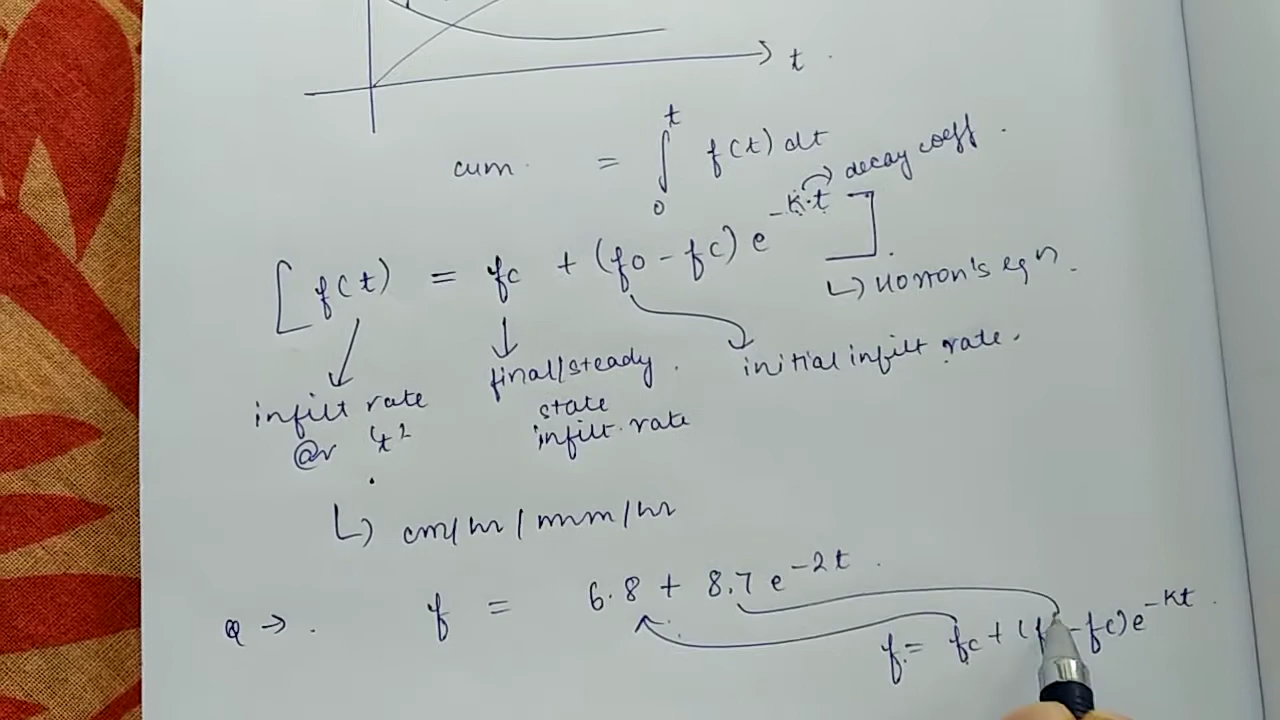 t
cum. = ∫₀ᵗ f(t) dt
decay coeff.
[f(t) = fc + (fo - fc) e^-k.t]
↳ Horton's eqn.
infilt rate @ 't'
final/steady state infilt. rate
initial infilt rate.
↳ cm/hr / mm/hr
Q → . f = 6.8 + 8.7 e^-2t.
f = fc + (f - fc) e^-kt.